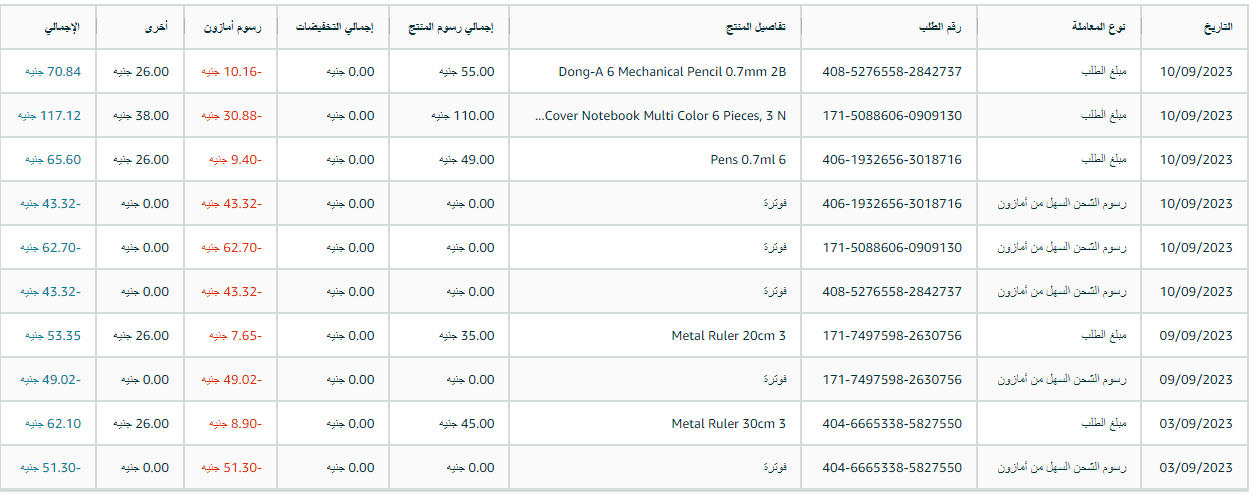 التاريخ نوع المعاملة رقم الطلب تفاصيل المنتج إجمالي رسوم المنتج إجمالي التخفيضات رسوم أمازون أخرى الإجمالي
10/09/2023 مبلغ الطلب 408-5276558-2842737 Dong-A 6 Mechanical Pencil 0.7mm 2B 55.00 جنيه 0.00 جنيه -10.16 جنيه 26.00 جنيه 70.84 جنيه
10/09/2023 مبلغ الطلب 171-5088606-0909130 ...Cover Notebook Multi Color 6 Pieces, 3 N 110.00 جنيه 0.00 جنيه -30.88 جنيه 38.00 جنيه 117.12 جنيه
10/09/2023 مبلغ الطلب 406-1932656-3018716 Pens 0.7ml 6 49.00 جنيه 0.00 جنيه -9.40 جنيه 26.00 جنيه 65.60 جنيه
10/09/2023 رسوم الشحن السهل من أمازون 406-1932656-3018716 فوترة 0.00 جنيه 0.00 جنيه -43.32 جنيه 0.00 جنيه -43.32 جنيه
10/09/2023 رسوم الشحن السهل من أمازون 171-5088606-0909130 فوترة 0.00 جنيه 0.00 جنيه -62.70 جنيه 0.00 جنيه -62.70 جنيه
10/09/2023 رسوم الشحن السهل من أمازون 408-5276558-2842737 فوترة 0.00 جنيه 0.00 جنيه -43.32 جنيه 0.00 جنيه -43.32 جنيه
09/09/2023 مبلغ الطلب 171-7497598-2630756 Metal Ruler 20cm 3 35.00 جنيه 0.00 جنيه -7.65 جنيه 26.00 جنيه 53.35 جنيه
09/09/2023 رسوم الشحن السهل من أمازون 171-7497598-2630756 فوترة 0.00 جنيه 0.00 جنيه -49.02 جنيه 0.00 جنيه -49.02 جنيه
03/09/2023 مبلغ الطلب 404-6665338-5827550 Metal Ruler 30cm 3 45.00 جنيه 0.00 جنيه -8.90 جنيه 26.00 جنيه 62.10 جنيه
03/09/2023 رسوم الشحن السهل من أمازون 404-6665338-5827550 فوترة 0.00 جنيه 0.00 جنيه -51.30 جنيه 0.00 جنيه -51.30 جنيه